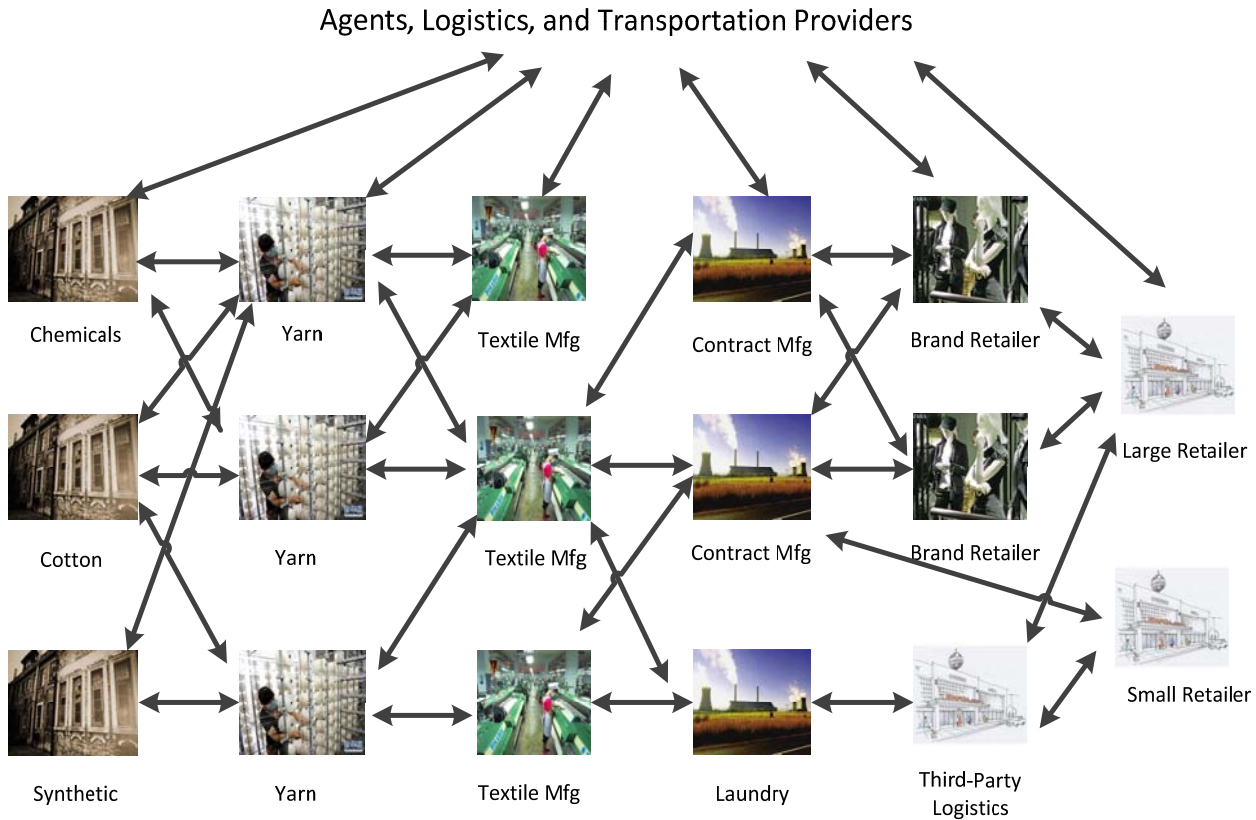 Agents, Logistics, and Transportation Providers
Chemicals
Yarn
Textile Mfg
Contract Mfg
Brand Retailer
Large Retailer
Cotton
Yarn
Textile Mfg
Contract Mfg
Brand Retailer
Small Retailer
Synthetic
Yarn
Textile Mfg
Laundry
Third-Party
Logistics